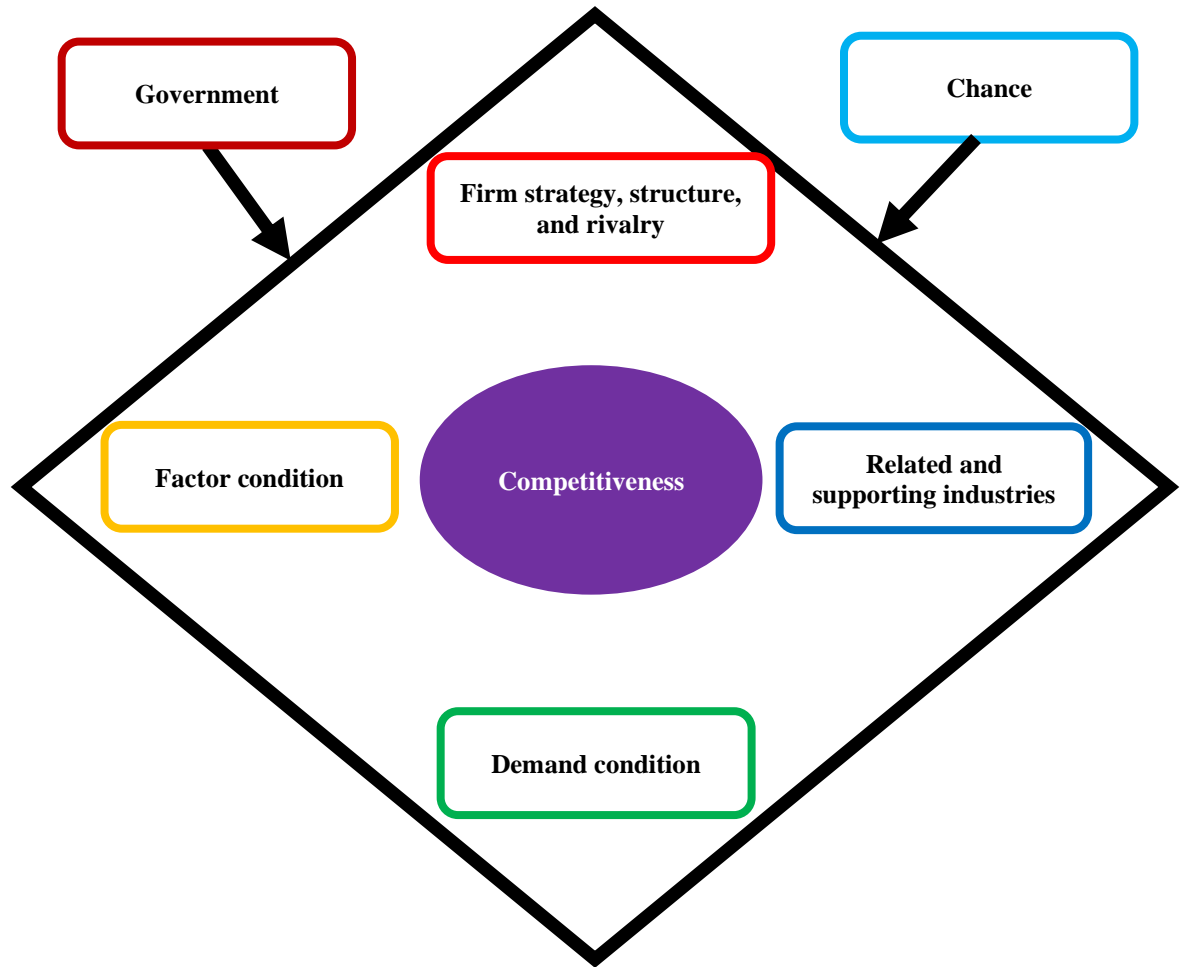 Government
Chance
Firm strategy, structure,
and rivalry
Factor condition
Competitiveness
Related and
supporting industries
Demand condition